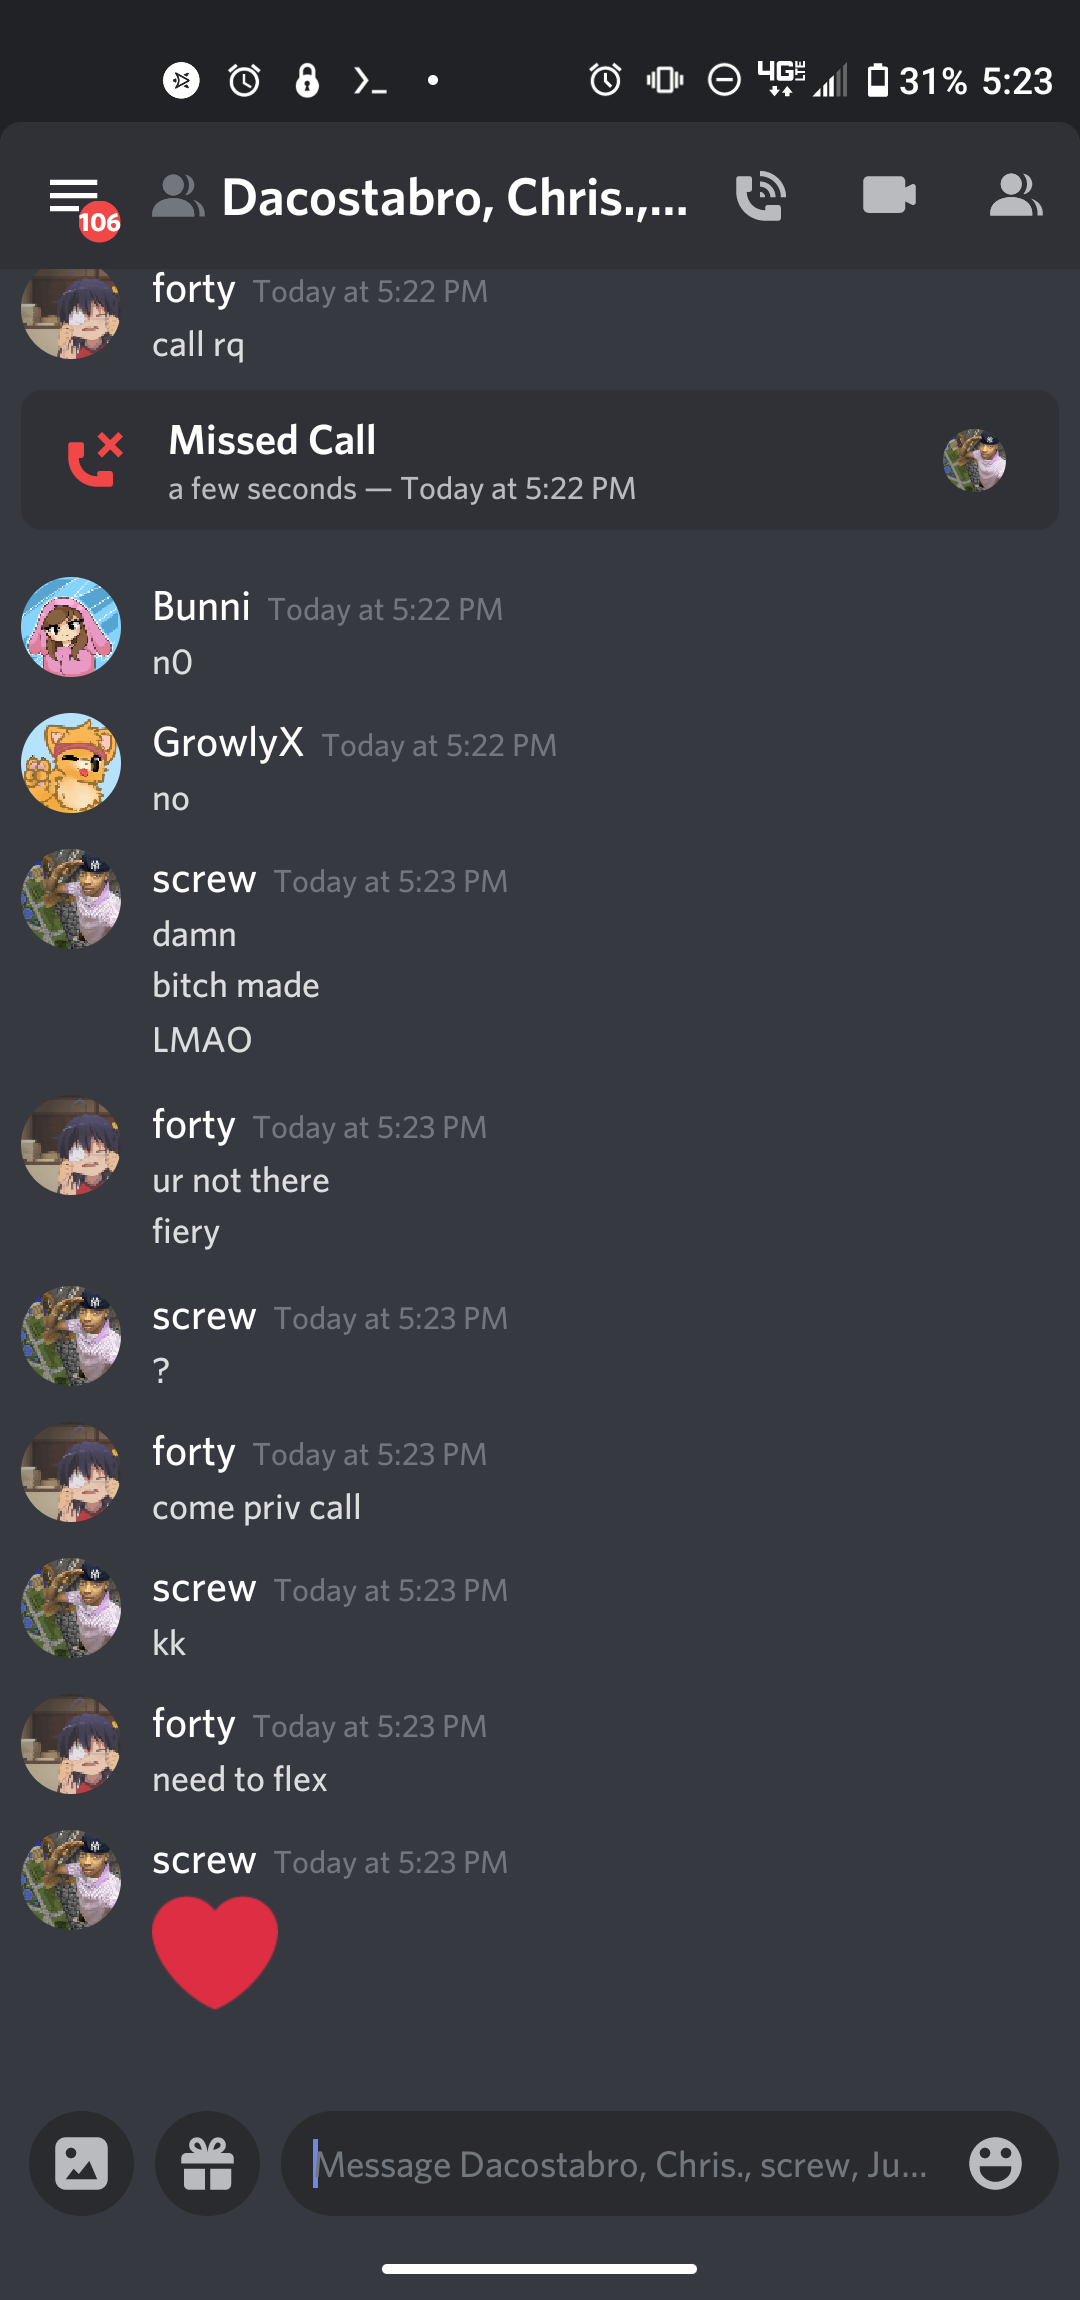 4G LTE 31% 5:23
106 Dacostabro, Chris.,...
forty Today at 5:22 PM
call rq
Missed Call
a few seconds — Today at 5:22 PM
Bunni Today at 5:22 PM
n0
GrowlyX Today at 5:22 PM
no
screw Today at 5:23 PM
damn
bitch made
LMAO
forty Today at 5:23 PM
ur not there
fiery
screw Today at 5:23 PM
?
forty Today at 5:23 PM
come priv call
screw Today at 5:23 PM
kk
forty Today at 5:23 PM
need to flex
screw Today at 5:23 PM
Message Dacostabro, Chris., screw, Ju...